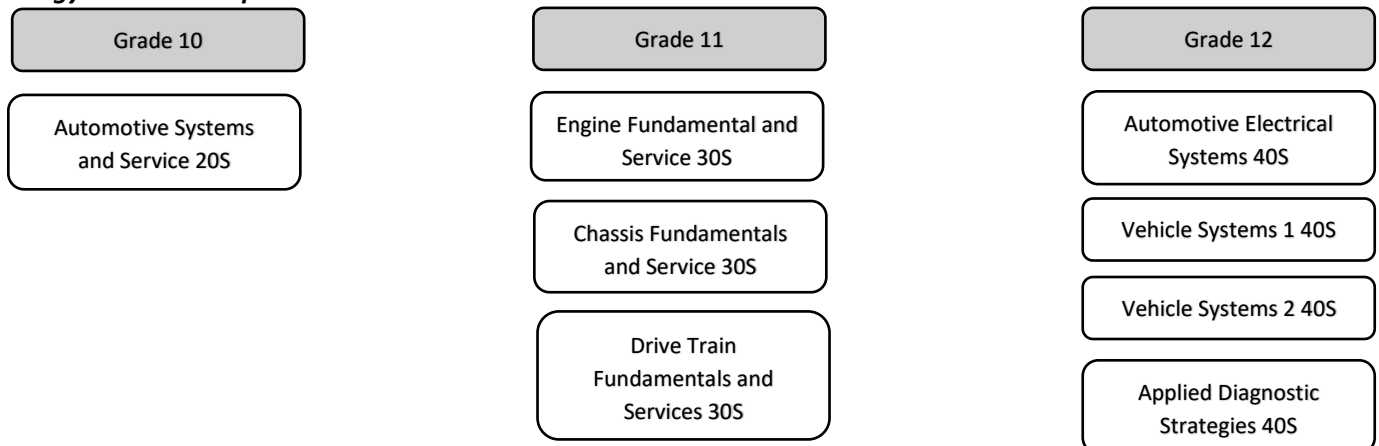 Grade 10
Automotive Systems
and Service 20S
Grade 11
Engine Fundamental and
Service 30S
Chassis Fundamentals
and Service 30S
Drive Train
Fundamentals and
Services 30S
Grade 12
Automotive Electrical
Systems 40S
Vehicle Systems 1 40S
Vehicle Systems 2 40S
Applied Diagnostic
Strategies 40S